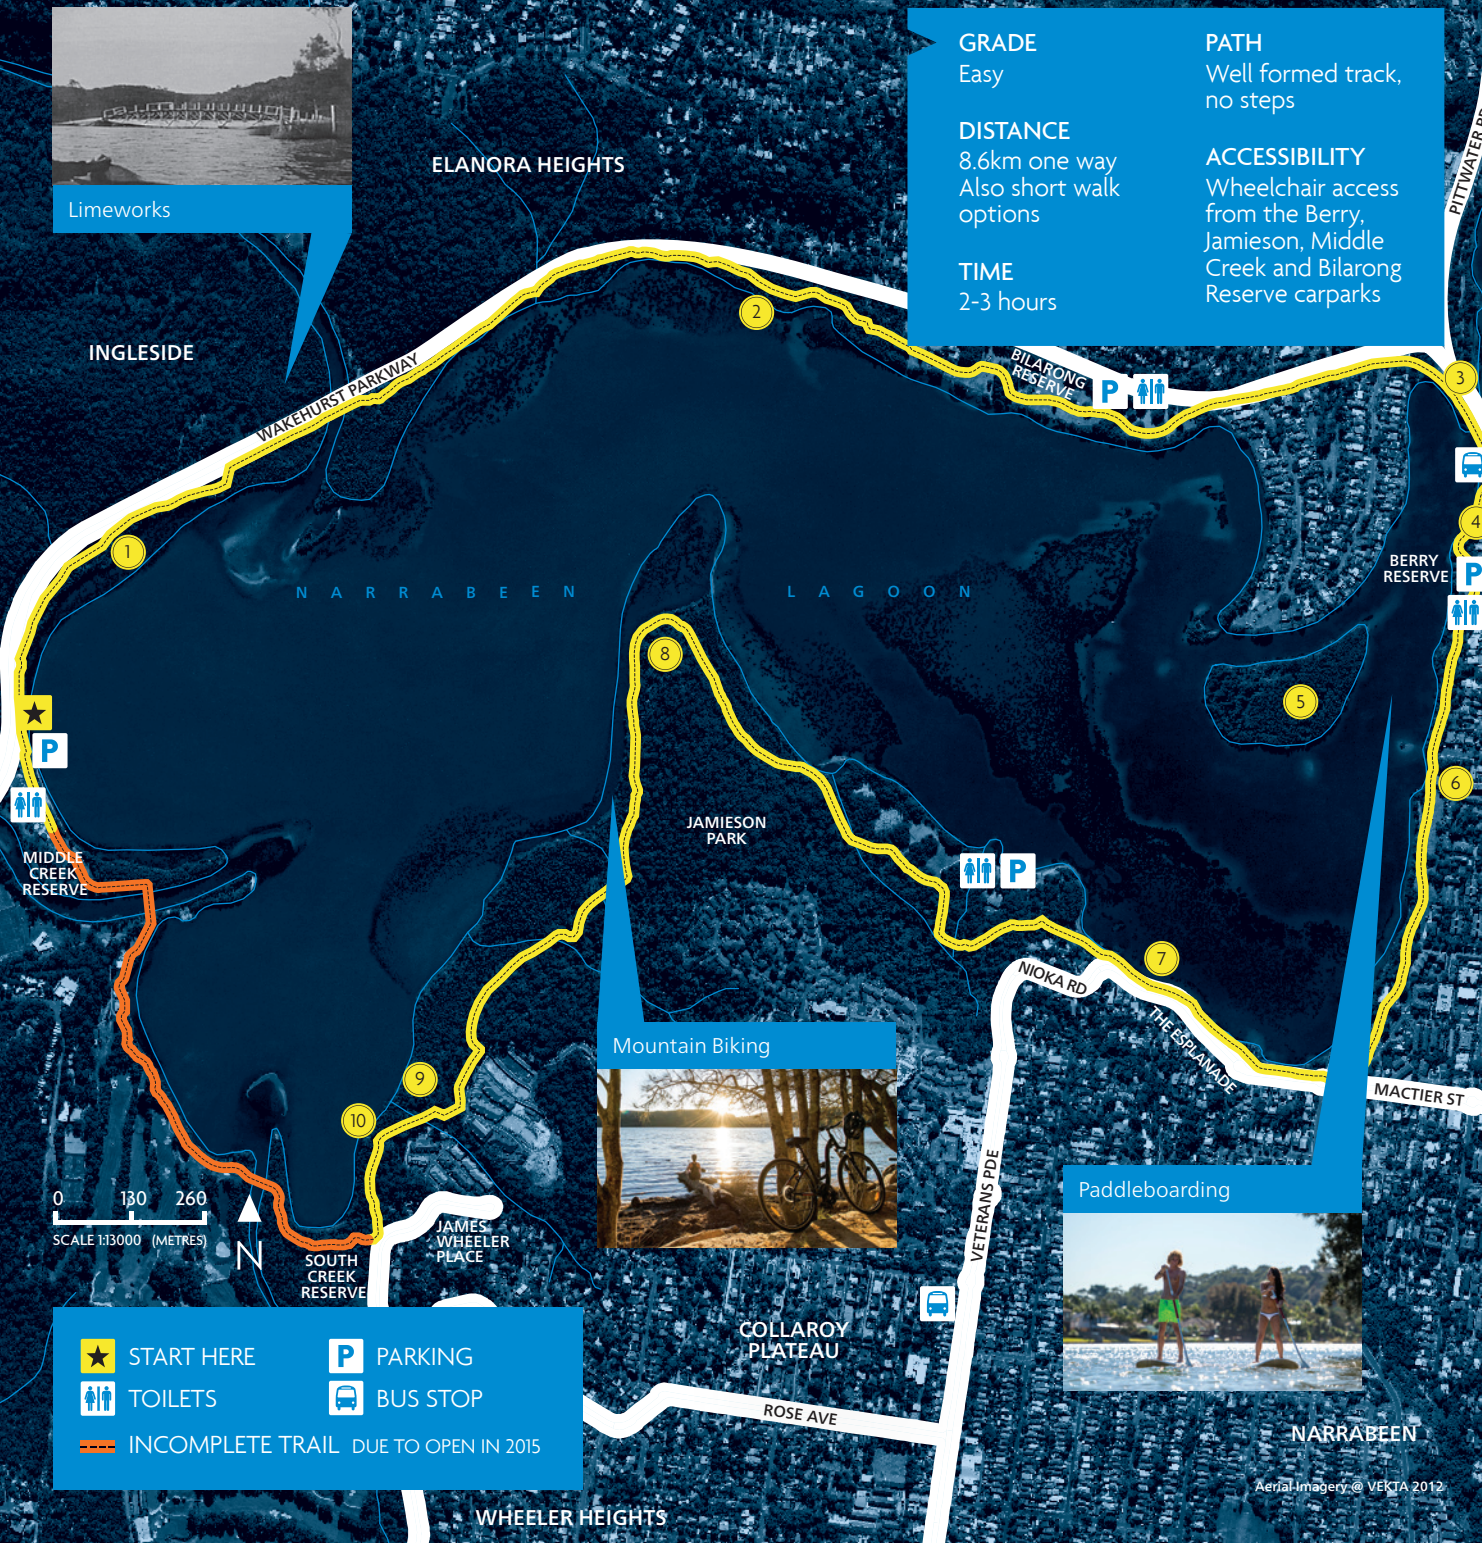 Limeworks
GRADE
Easy
DISTANCE
8.6km one way
Also short walk
options
TIME
2-3 hours
PATH
Well formed track,
no steps
ACCESSIBILITY
Wheelchair access
from the Berry,
Jamieson, Middle
Creek and Bilarong
Reserve carparks
PITTWATER RD
ELANORA HEIGHTS
INGLESIDE
WAKEHURST PARKWAY
2
BILARONG
RESERVE
P
3
1
4
BERRY
RESERVE
P
NARRABEEN LAGOON
8
5
P
6
JAMIESON
PARK
MIDDLE
CREEK
RESERVE
P
7
NIOKA RD
THE ESPLANADE
MACTIER ST
Mountain Biking
9
10
0 130 260
SCALE 1:13000 (METRES)
N
JAMES
WHEELER
PLACE
SOUTH
CREEK
RESERVE
VETERANS PDE
Paddleboarding
COLLAROY
PLATEAU
ROSE AVE
START HERE
P PARKING
TOILETS
BUS STOP
INCOMPLETE TRAIL DUE TO OPEN IN 2015
NARRABEEN
Aerial Imagery @ VEKTA 2012
WHEELER HEIGHTS